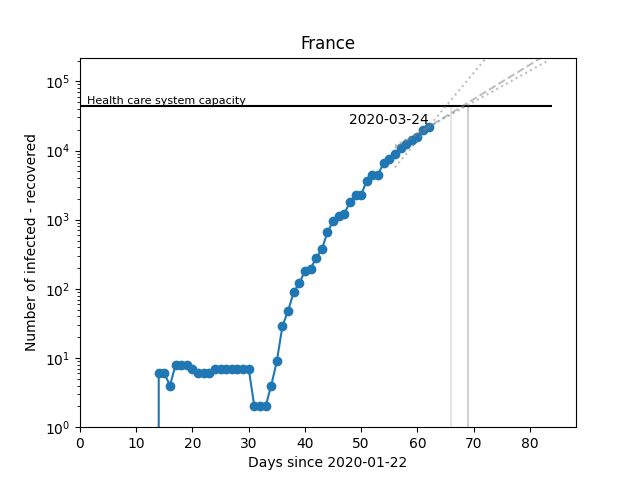 France
Health care system capacity
2020-03-24
Number of infected - recovered
10^5
10^4
10^3
10^2
10^1
10^0
0 10 20 30 40 50 60 70 80
Days since 2020-01-22